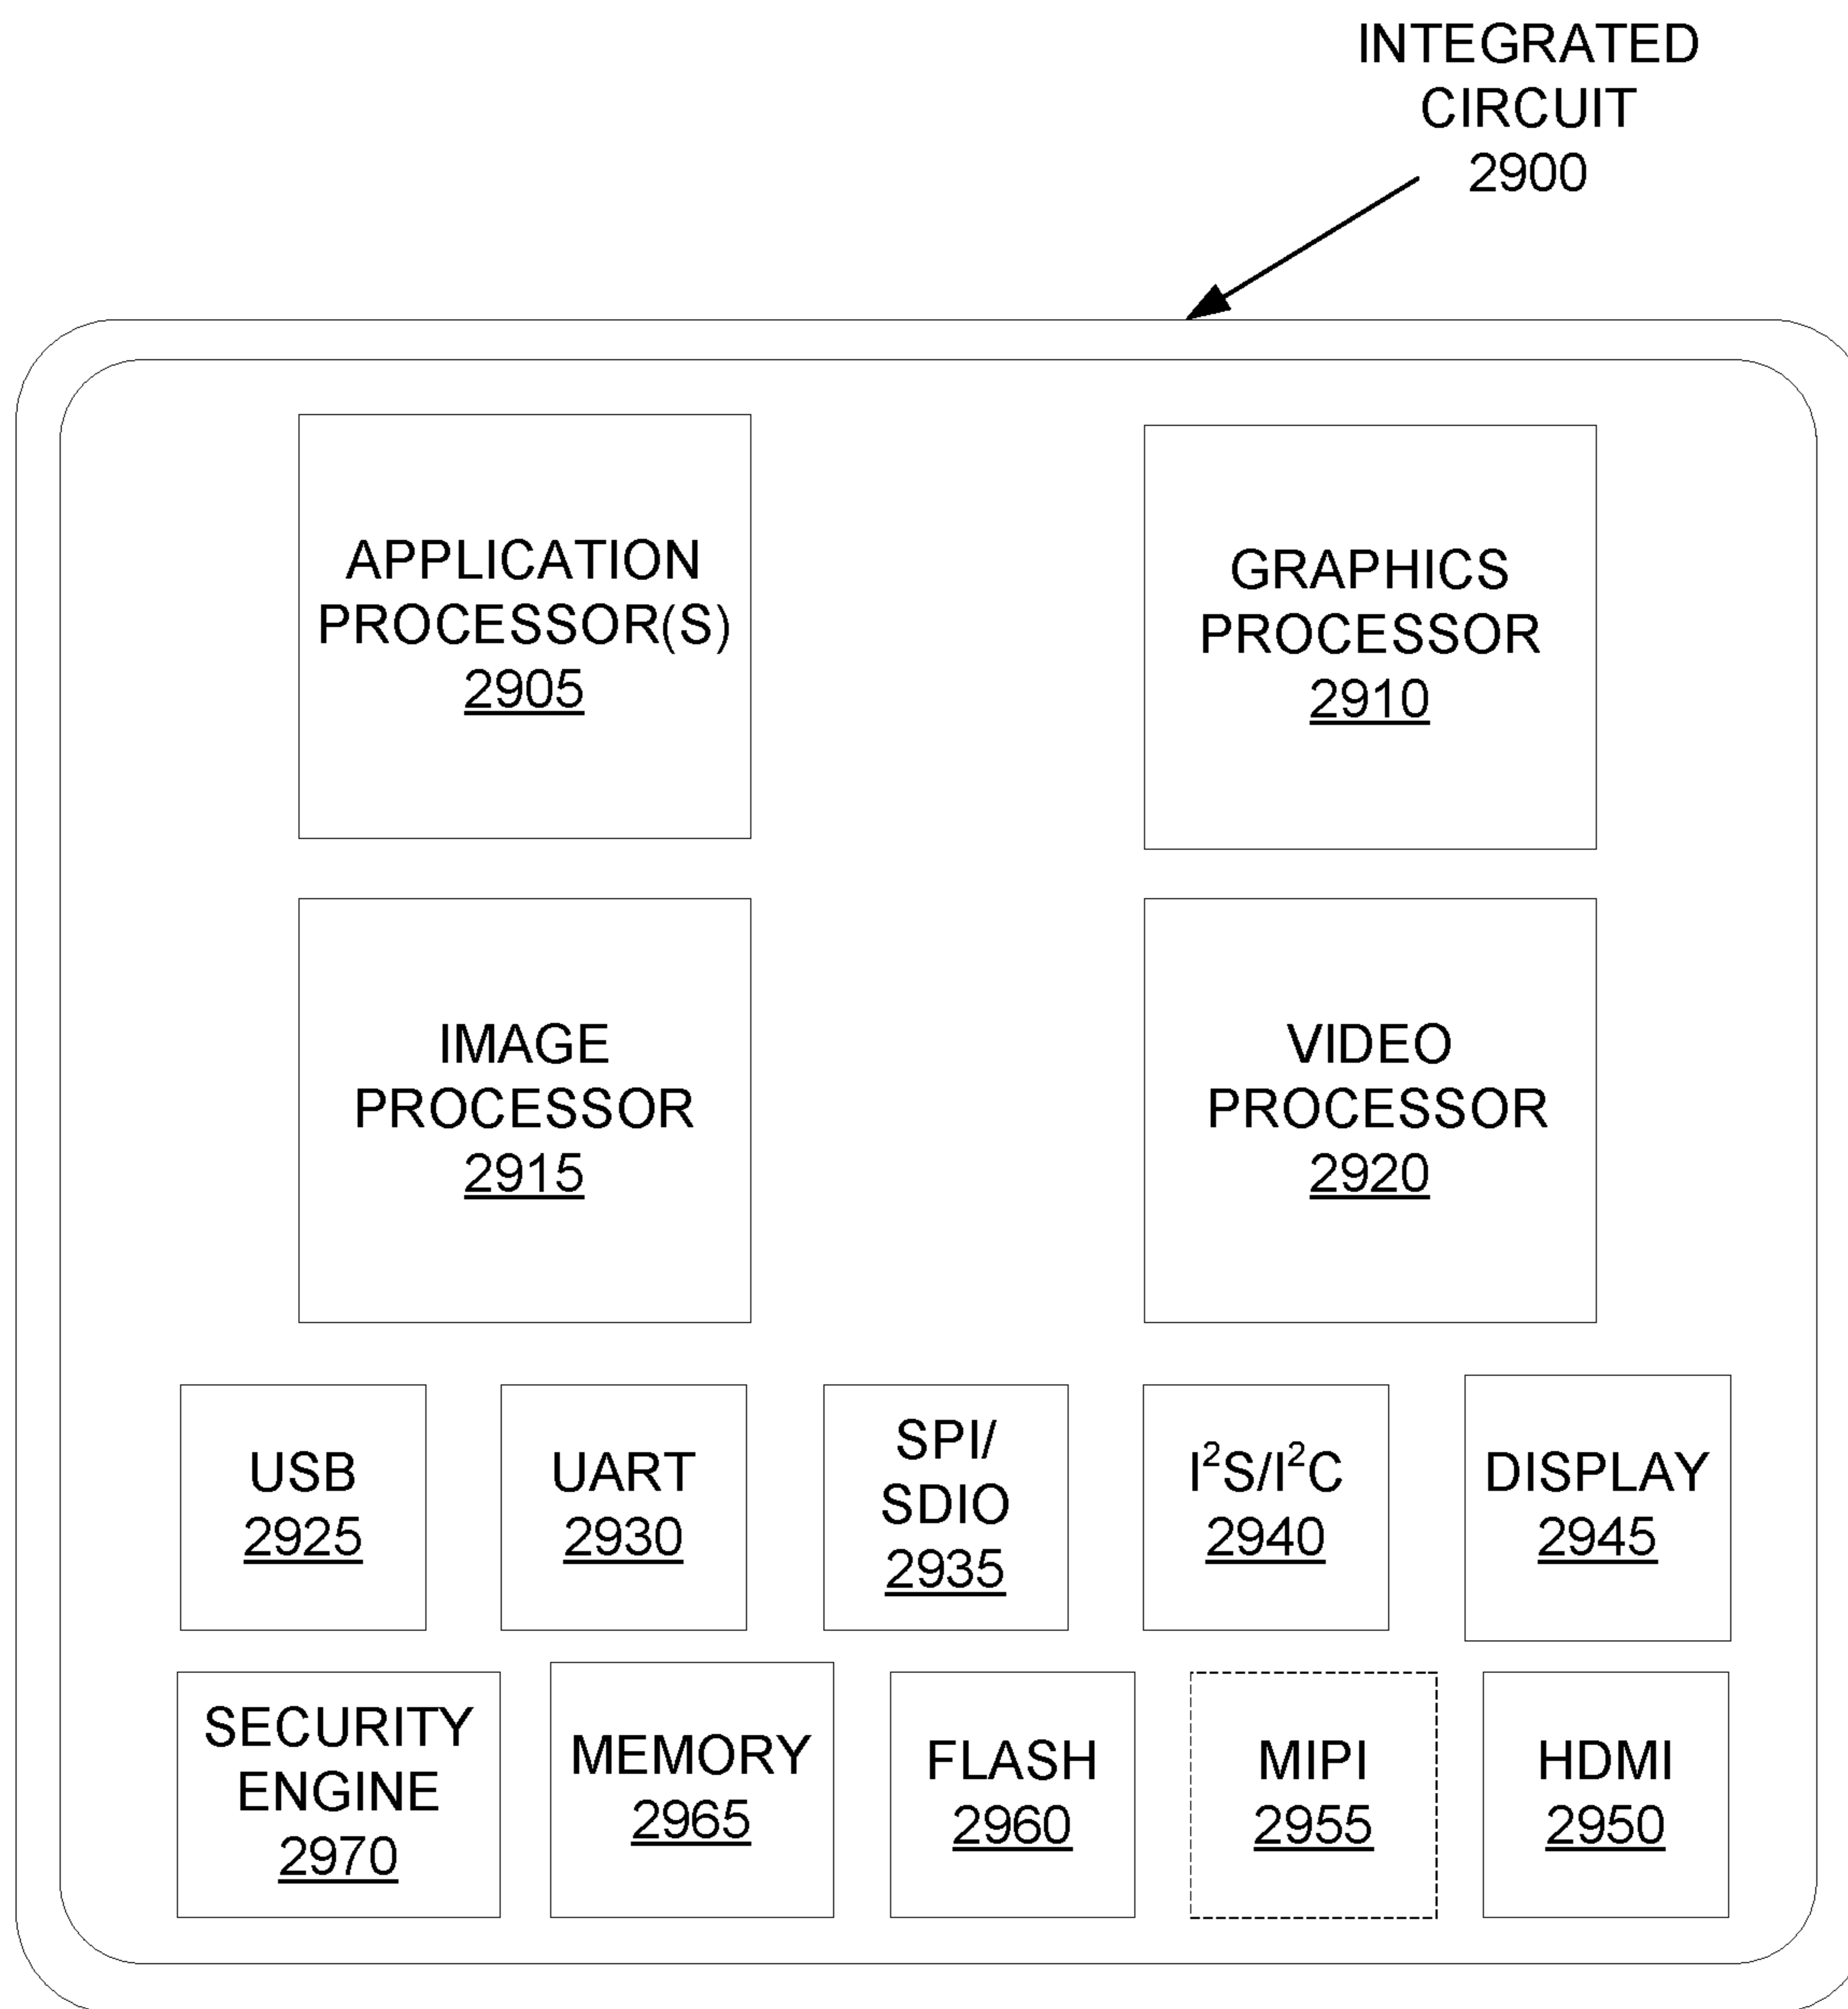 INTEGRATED
CIRCUIT
2900
APPLICATION
PROCESSOR(S)
2905
GRAPHICS
PROCESSOR
2910
IMAGE
PROCESSOR
2915
VIDEO
PROCESSOR
2920
USB
2925
UART
2930
SPI/
SDIO
2935
I²S/I²C
2940
DISPLAY
2945
SECURITY
ENGINE
2970
MEMORY
2965
FLASH
2960
MIPI
2955
HDMI
2950